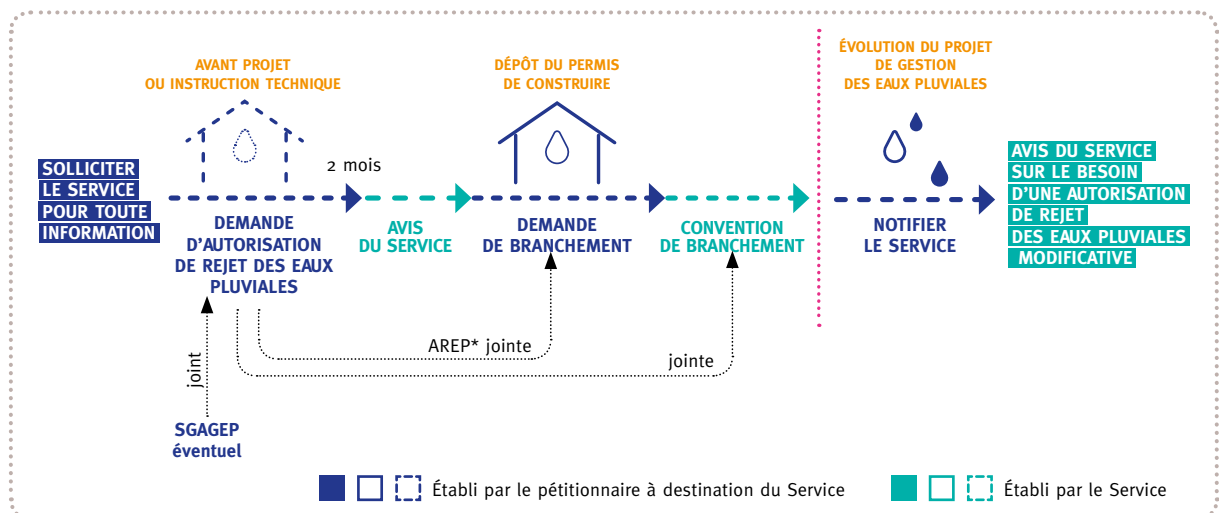 AVANT PROJET
OU INSTRUCTION TECHNIQUE
DÉPÔT DU PERMIS
DE CONSTRUIRE
ÉVOLUTION DU PROJET
DE GESTION
DES EAUX PLUVIALES
SOLLICITER
LE SERVICE
POUR TOUTE
INFORMATION
2 mois
DEMANDE
D'AUTORISATION
DE REJET DES EAUX
PLUVIALES
AVIS
DU SERVICE
DEMANDE
DE BRANCHEMENT
CONVENTION
DE BRANCHEMENT
NOTIFIER
LE SERVICE
AVIS DU SERVICE
SUR LE BESOIN
D'UNE AUTORISATION
DE REJET
DES EAUX PLUVIALES
MODIFICATIVE
AREP* jointe
jointe
joint
SGAGEP
éventuel
Établi par le pétitionnaire à destination du Service
Établi par le Service